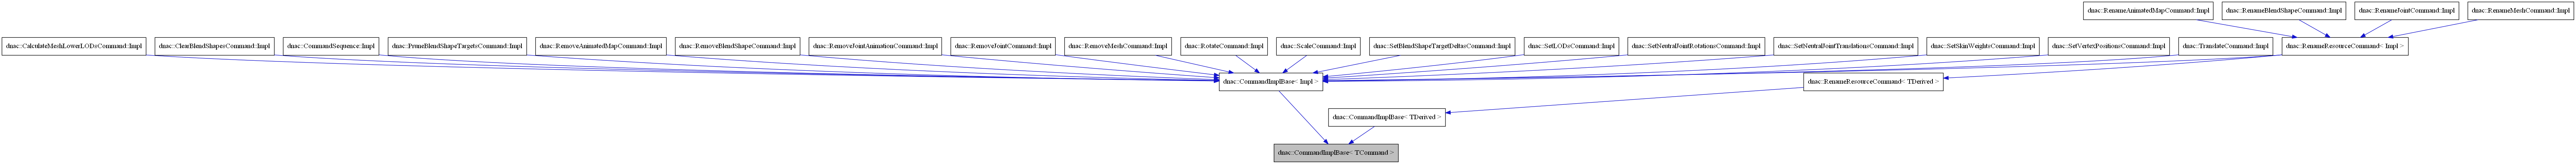 dnac::RenameAnimatedMapCommand::Impl
dnac::RenameBlendShapeCommand::Impl
dnac::RenameJointCommand::Impl
dnac::RenameMeshCommand::Impl
dnac::CalculateMeshLowerLODsCommand::Impl
dnac::ClearBlendShapesCommand::Impl
dnac::CommandSequence::Impl
dnac::PruneBlendShapeTargetsCommand::Impl
dnac::RemoveAnimatedMapCommand::Impl
dnac::RemoveBlendShapeCommand::Impl
dnac::RemoveJointAnimationCommand::Impl
dnac::RemoveJointCommand::Impl
dnac::RemoveMeshCommand::Impl
dnac::RotateCommand::Impl
dnac::ScaleCommand::Impl
dnac::SetBlendShapeTargetDeltasCommand::Impl
dnac::SetLODsCommand::Impl
dnac::SetNeutralJointRotationsCommand::Impl
dnac::SetNeutralJointTranslationsCommand::Impl
dnac::SetSkinWeightsCommand::Impl
dnac::SetVertexPositionsCommand::Impl
dnac::TranslateCommand::Impl
dnac::RenameResourceCommand< Impl >
dnac::CommandImplBase< Impl >
dnac::RenameResourceCommand< TDerived >
dnac::CommandImplBase< TDerived >
dnac::CommandImplBase< TCommand >